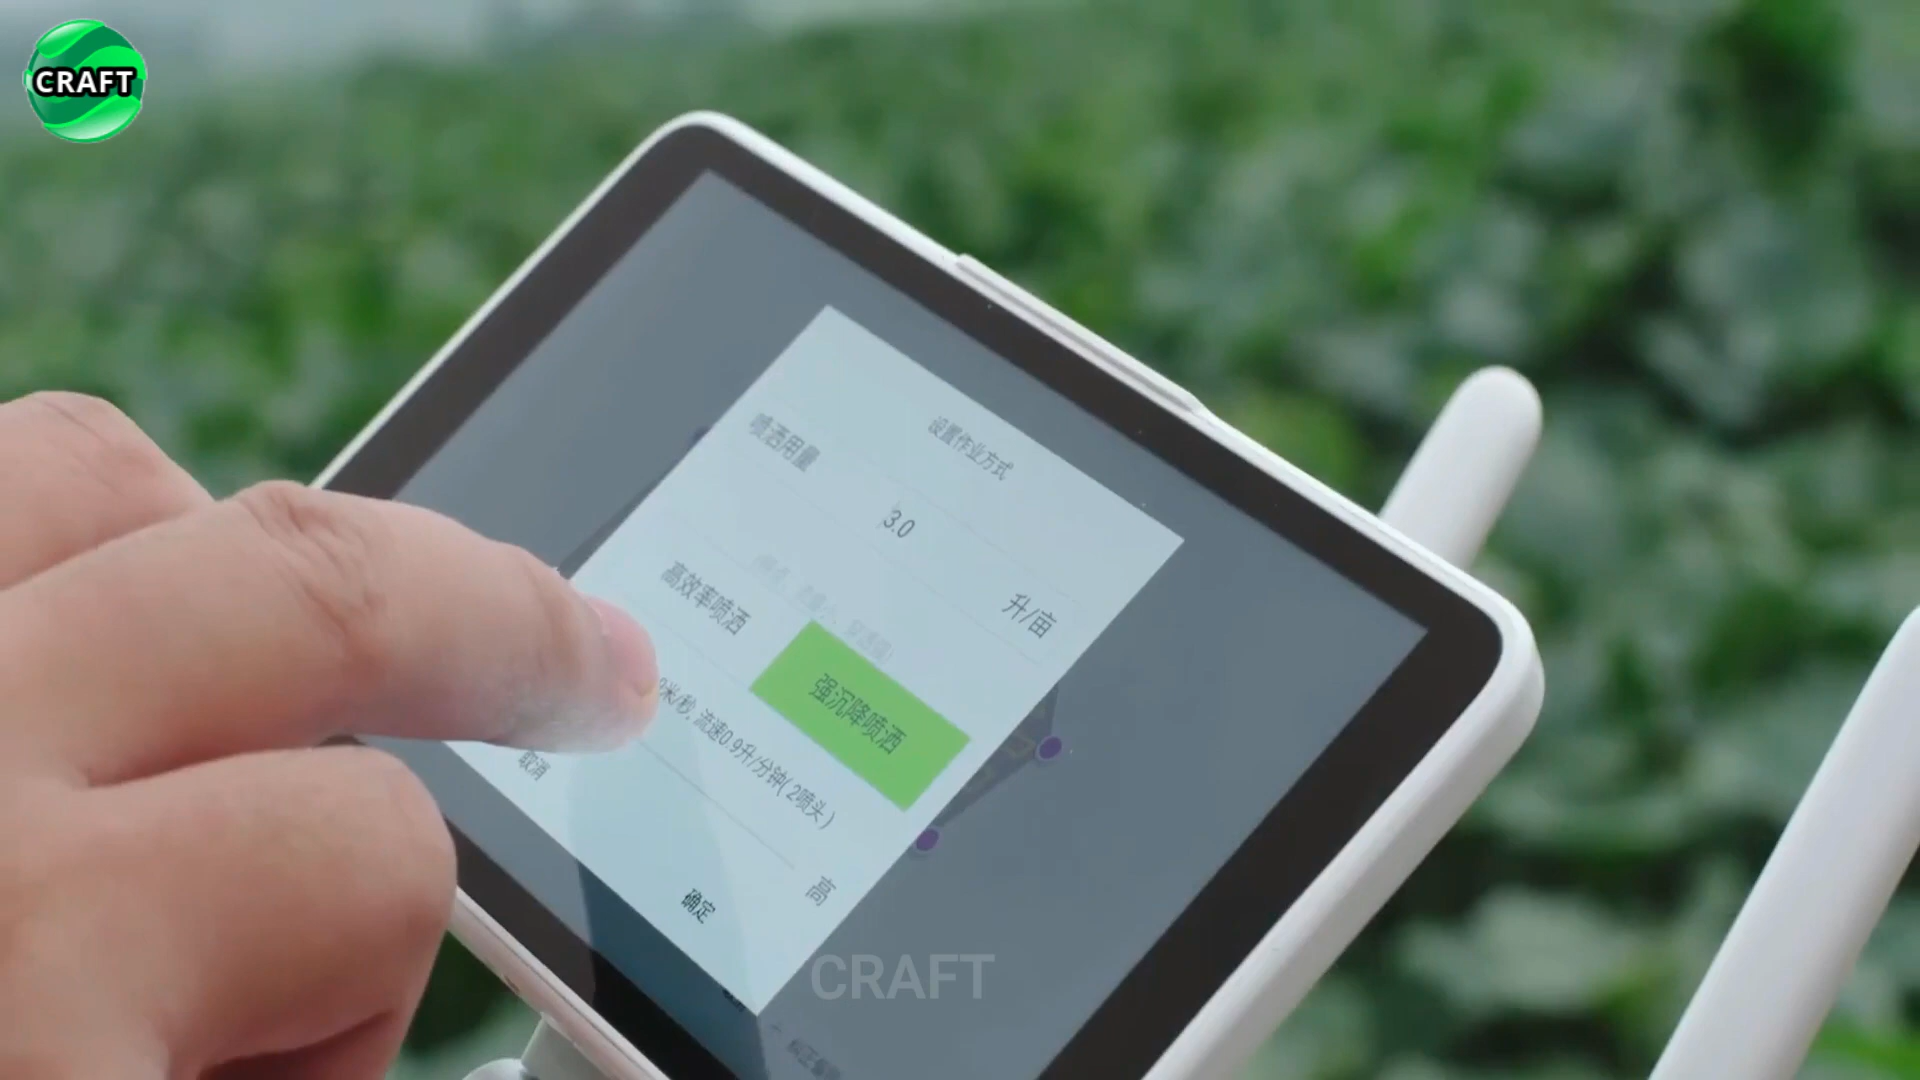 CRAFT
设置作业方式
喷洒用量
3.0
升/亩
高效率喷洒
强沉降喷洒
米/秒, 流速0.9升/分钟( 2喷头 )
高
取消
确定
CRAFT